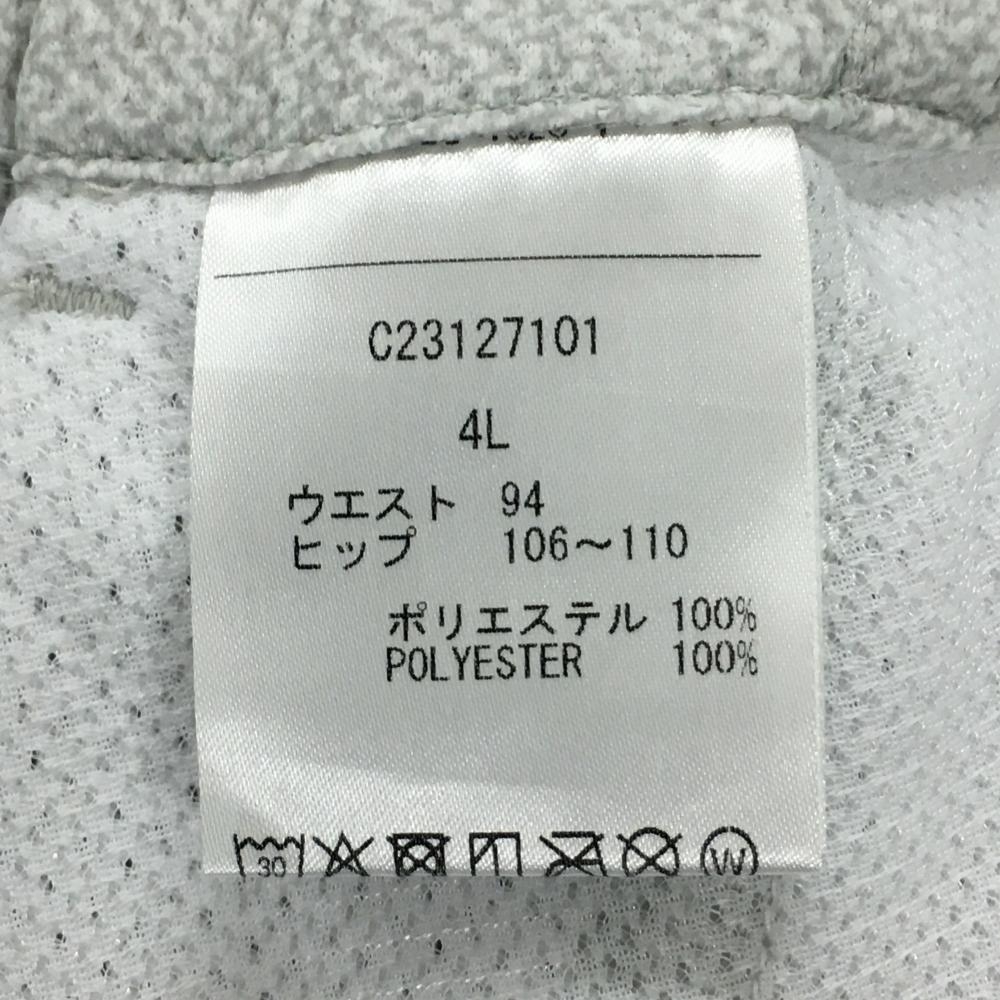 C23127101
4L
ウエスト 94
ヒップ 106～110
ポリエステル 100%
POLYESTER 100%
30
W